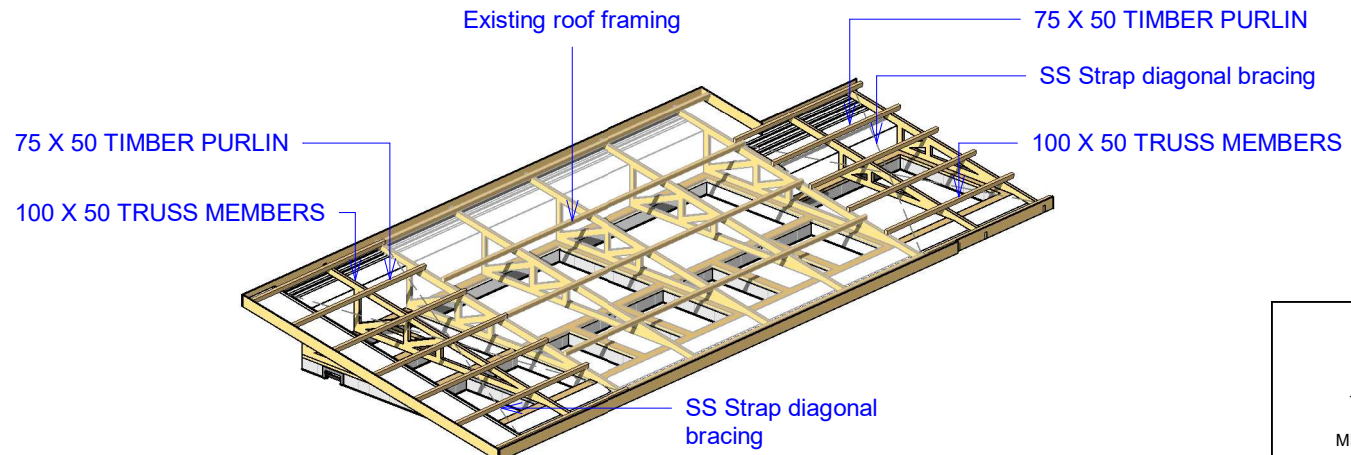 Existing roof framing
75 X 50 TIMBER PURLIN
SS Strap diagonal bracing
100 X 50 TRUSS MEMBERS
75 X 50 TIMBER PURLIN
100 X 50 TRUSS MEMBERS
SS Strap diagonal
bracing